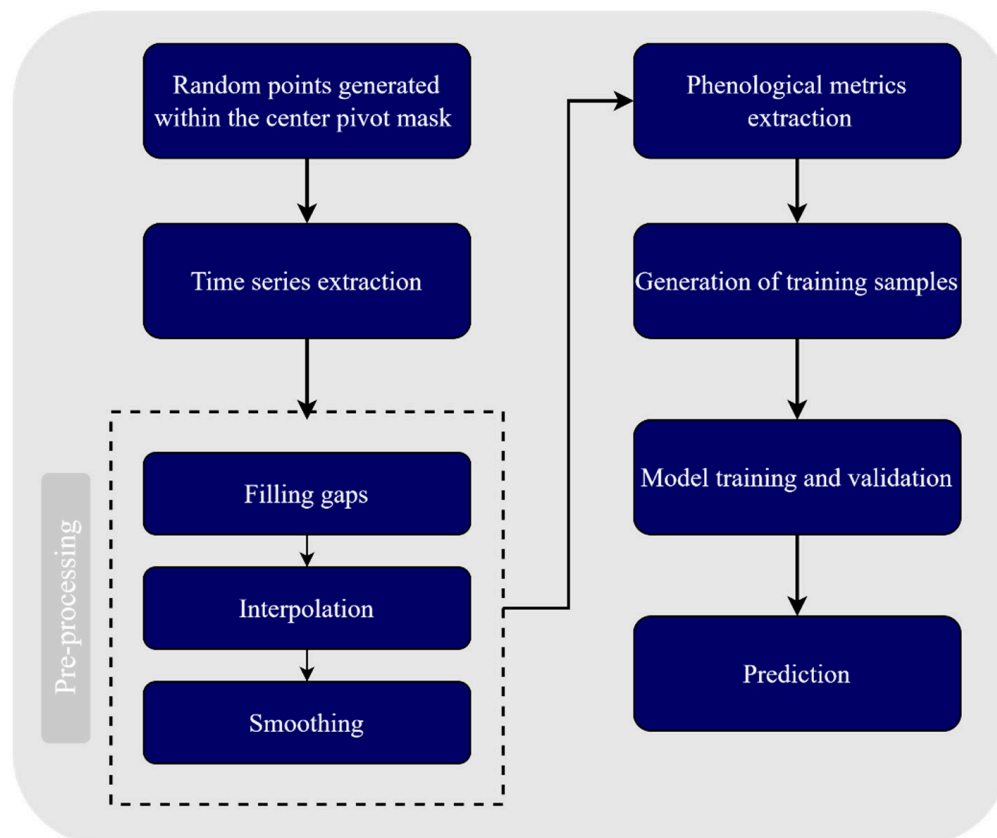 Random points generated
within the center pivot mask
Time series extraction
Pre-processing
Filling gaps
Interpolation
Smoothing
Phenological metrics
extraction
Generation of training samples
Model training and validation
Prediction